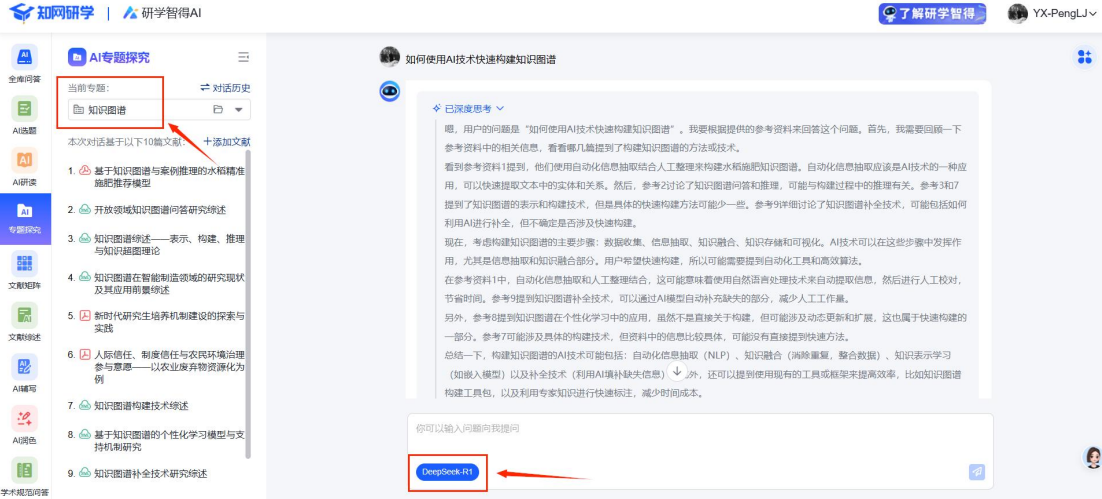 知网研学 | 研学智得AI
了解研学智得
YX-PengLJ
全库问答
AI选题
AI研读
专题探究
文献矩阵
文献综述
AI辅写
AI润色
学术规范问答
AI专题探究
当前专题:
对话历史
知识图谱
本次对话基于以下10篇文献:
+添加文献
1. 基于知识图谱与案例推理的水稻精准
施肥推荐模型
2. 开放领域知识图谱问答研究综述
3. 知识图谱综述——表示、构建、推理
与知识超图理论
4. 知识图谱在智能制造领域的研究现状
及其应用前景综述
5. 新时代研究生培养机制建设的探索与
实践
6. 人际信任、制度信任与农民环境治理
参与意愿——以农业废弃物资源化为
例
7. 知识图谱构建技术综述
8. 基于知识图谱的个性化学习模型与支
持机制研究
9. 知识图谱补全技术研究综述
如何使用AI技术快速构建知识图谱
已深度思考
嗯，用户的问题是“如何使用AI技术快速构建知识图谱”。我要根据提供的参考资料来回答这个问题。首先，我需要回顾一下
参考资料中的相关信息，看看哪几篇提到了构建知识图谱的方法或技术。
看到参考资料1提到，他们使用自动化信息抽取结合人工整理来构建水稻施肥知识图谱。自动化信息抽取应该是AI技术的一种应
用，可以快速提取文本中的实体和关系。然后，参考2讨论了知识图谱问答和推理，可能与构建过程中的推理有关。参考3和7
提到了知识图谱的表示和构建技术，但是具体的快速构建方法可能少一些。参考9详细讨论了知识图谱补全技术，可能包括如何
利用AI进行补全，但不确定是否涉及快速构建。
现在，考虑构建知识图谱的主要步骤：数据收集、信息抽取、知识融合、知识存储和可视化。AI技术可以在这些步骤中发挥作
用，尤其是信息抽取和知识融合部分。用户希望快速构建，所以可能需要提到自动化工具和高效算法。
在参考资料1中，自动化信息抽取和人工整理结合，这可能意味着使用自然语言处理技术来自动提取信息，然后进行人工校对，
节省时间。参考9提到知识图谱补全技术，可以通过AI模型自动补充缺失的部分，减少人工工作量。
另外，参考8提到知识图谱在个性化学习中的应用，虽然不是直接关于构建，但可能涉及动态更新和扩展，这也属于快速构建的
一部分。参考7可能涉及具体的构建技术，但资料中的信息比较具体，可能没有直接提到快速方法。
总结一下，构建知识图谱的AI技术可能包括：自动化信息抽取（NLP）、知识融合（消除重复，整合数据）、知识表示学习
（如嵌入模型）以及补全技术（利用AI填补缺失信息）外，还可以提到使用现有的工具或框架来提高效率，比如知识图谱
构建工具包，以及利用专家知识进行快速标注，减少时间成本。
你可以输入问题向我提问
DeepSeek-R1